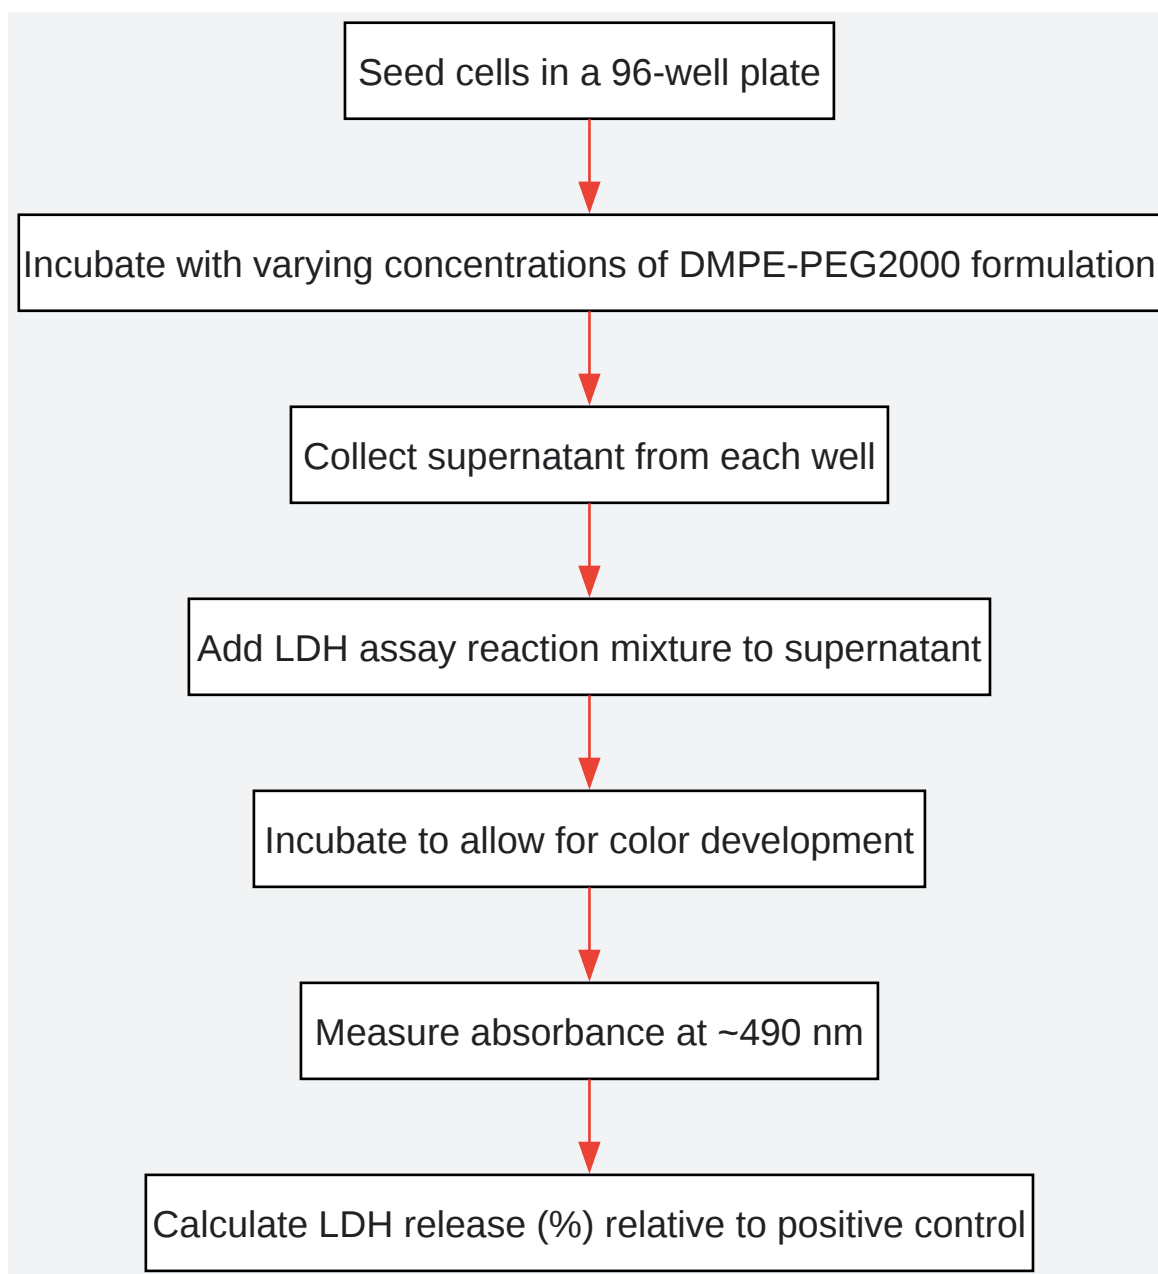 Seed cells in a 96-well plate
Incubate with varying concentrations of DMPE-PEG2000 formulation
Collect supernatant from each well
Add LDH assay reaction mixture to supernatant
Incubate to allow for color development
Measure absorbance at ~490 nm
Calculate LDH release (%) relative to positive control